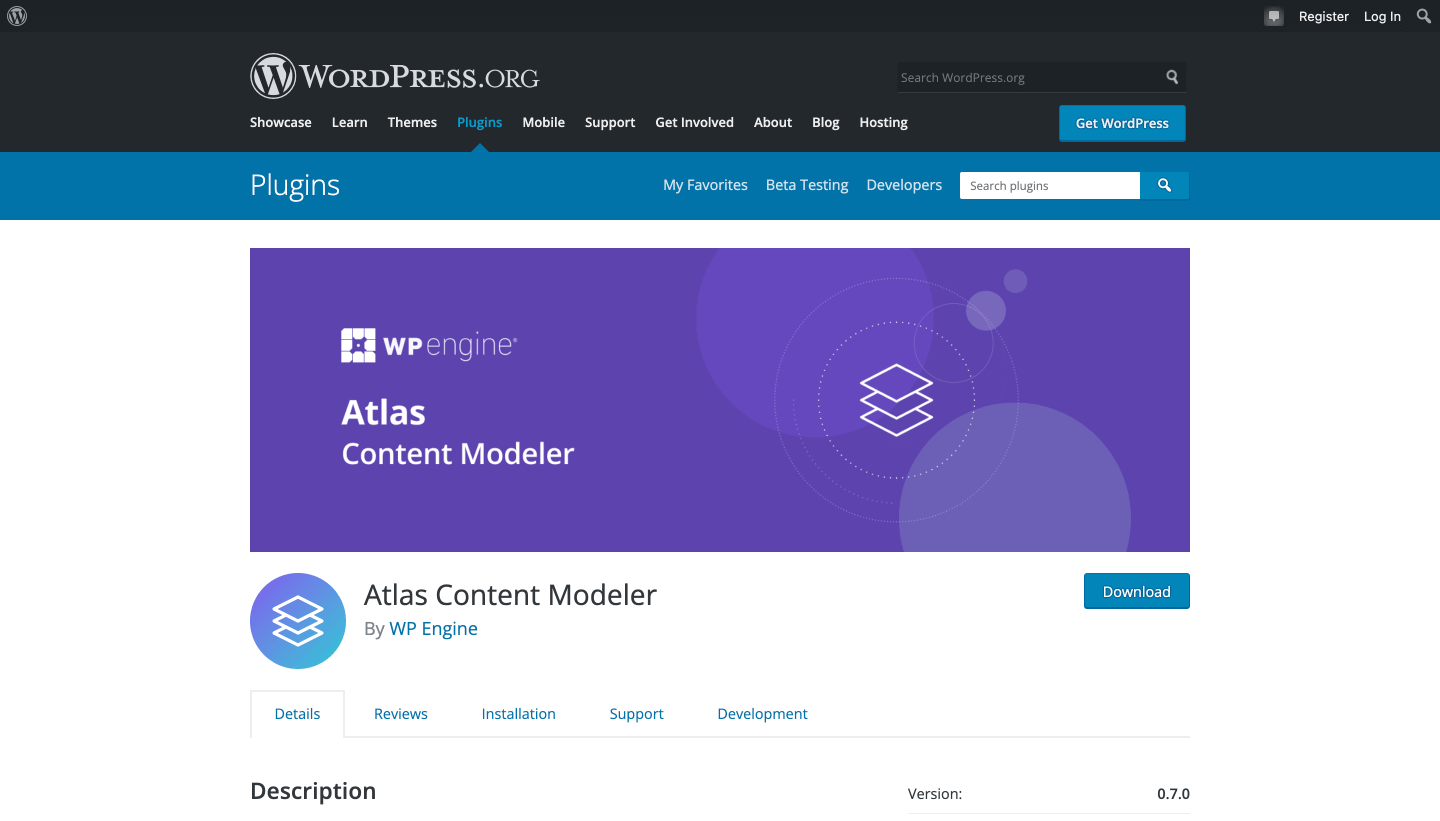 Register Log In
WORDPRESS.ORG
Search WordPress.org
Showcase Learn Themes Plugins Mobile Support Get Involved About Blog Hosting
Get WordPress
Plugins
My Favorites Beta Testing Developers
Search plugins
WP engine®
Atlas
Content Modeler
Atlas Content Modeler
By WP Engine
Download
Details Reviews Installation Support Development
Description
Version: 0.7.0